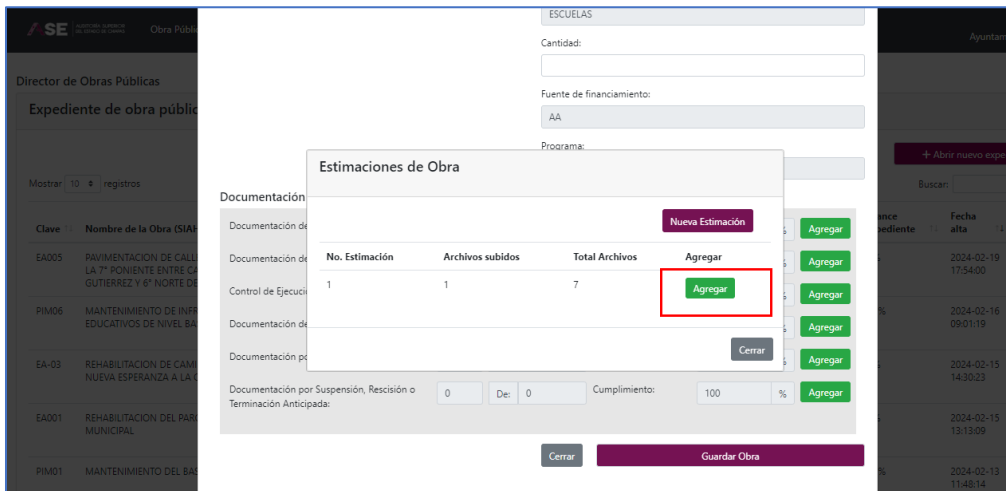 ASE
Obra Públi
Ayuntam
ESCUELAS
Cantidad:
Fuente de financiamiento:
AA
Programa:
Director de Obras Públicas
Expediente de obra públic
+ Abrir nuevo expe
Mostrar 10 registros
Buscar:
Clave
Nombre de la Obra (SIAH
ance
pediente
Fecha
alta
EA005
PAVIMENTACION DE CALL
LA 7° PONIENTE ENTRE CA
GUTIERREZ Y 6° NORTE DE
2024-02-19
17:54:00
PIM06
MANTENIMIENTO DE INFR
EDUCATIVOS DE NIVEL BA
%
2024-02-16
09:01:19
EA-03
REHABILITACION DE CAMI
NUEVA ESPERANZA A LA C
2024-02-15
14:30:23
EA001
REHABILITACION DEL PAR
MUNICIPAL
2024-02-15
13:13:09
PIM01
MANTENIMIENTO DEL BAS
%
2024-02-13
11:48:14
Documentación
Documentación de
% Agregar
Documentación de
Agregar
Control de Ejecuci
Agregar
Documentación de
Agregar
Documentación po
Agregar
Documentación por Suspensión, Rescisión o
Terminación Anticipada:
0 De: 0 Cumplimiento: 100 % Agregar
Cerrar Guardar Obra
Estimaciones de Obra
Nueva Estimación
No. Estimación Archivos subidos Total Archivos Agregar
1 1 7 Agregar
Cerrar